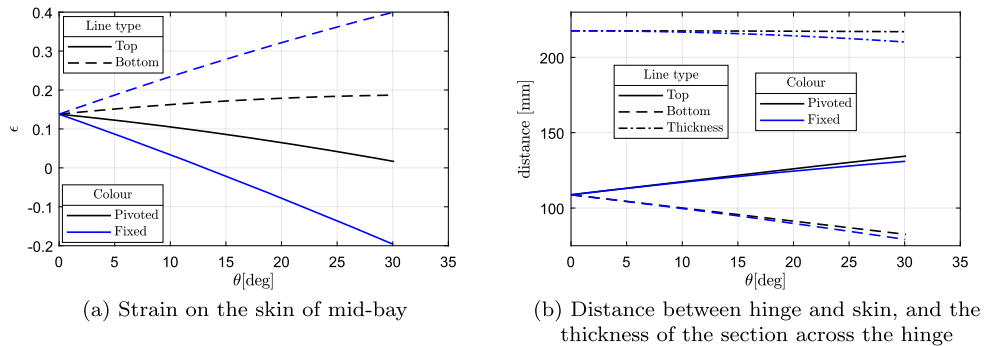 0.4
0.3
0.2
0.1
0
-0.1
-0.2
ϵ
Line type
Top
Bottom
Colour
Pivoted
Fixed
0 5 10 15 20 25 30 35
θ[deg]
(a) Strain on the skin of mid-bay
200
150
100
distance [mm]
Line type
Top
Bottom
Thickness
Colour
Pivoted
Fixed
0 5 10 15 20 25 30 35
θ[deg]
(b) Distance between hinge and skin, and the
thickness of the section across the hinge